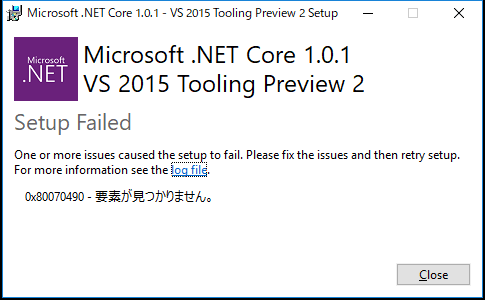 Microsoft .NET Core 1.0.1 - VS 2015 Tooling Preview 2 Setup
Microsoft
.NET
Microsoft .NET Core 1.0.1
VS 2015 Tooling Preview 2
Setup Failed
One or more issues caused the setup to fail. Please fix the issues and then retry setup.
For more information see the log file.
0x80070490 - 要素が見つかりません。
Close